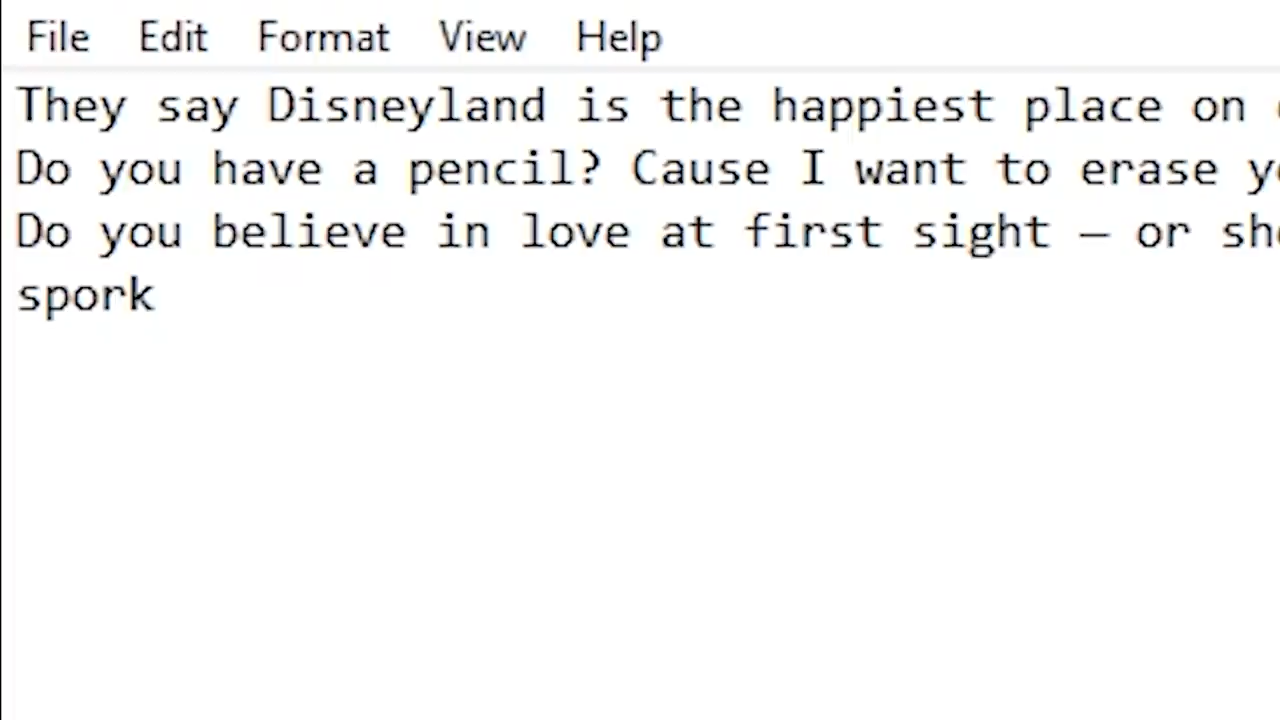 File Edit Format View Help
They say Disneyland is the happiest place on
Do you have a pencil? Cause I want to erase
Do you believe in love at first sight – or
spork